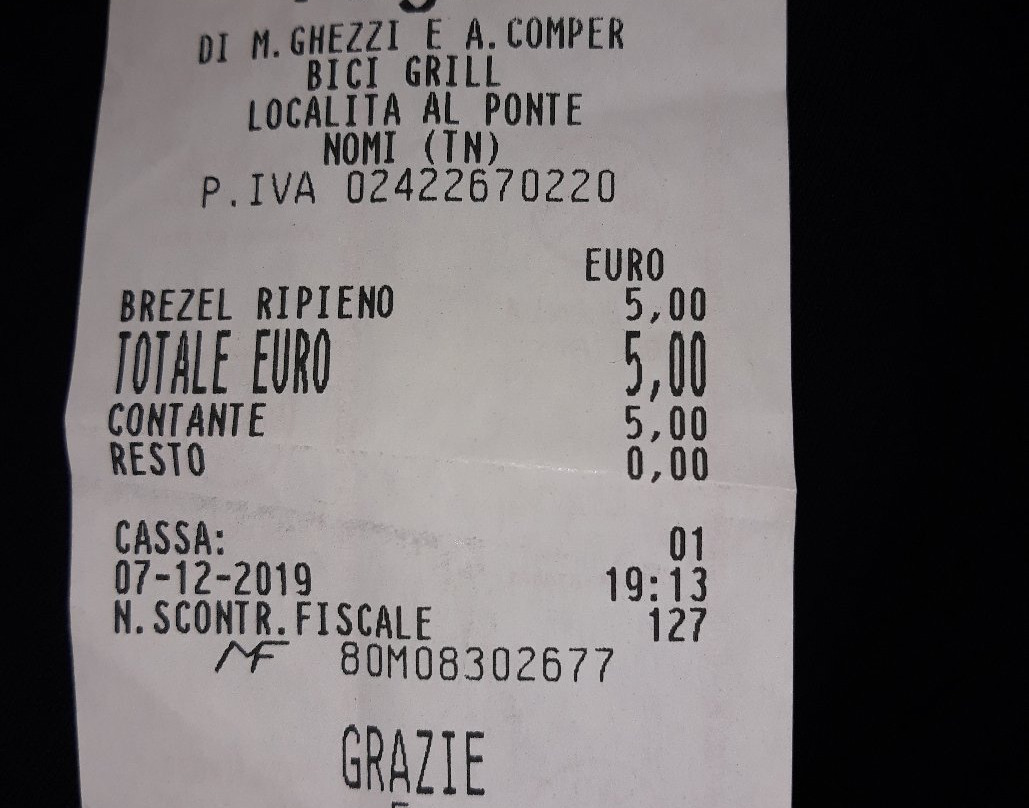 DI M.GHEZZI E A.COMPER
BICI GRILL
LOCALITA AL PONTE
NOMI (TN)
P.IVA 02422670220
EURO
BREZEL RIPIENO 5,00
TOTALE EURO 5,00
CONTANTE 5,00
RESTO 0,00
CASSA: 01
07-12-2019 19:13
N.SCONTR.FISCALE 127
MF 80M08302677
GRAZIE